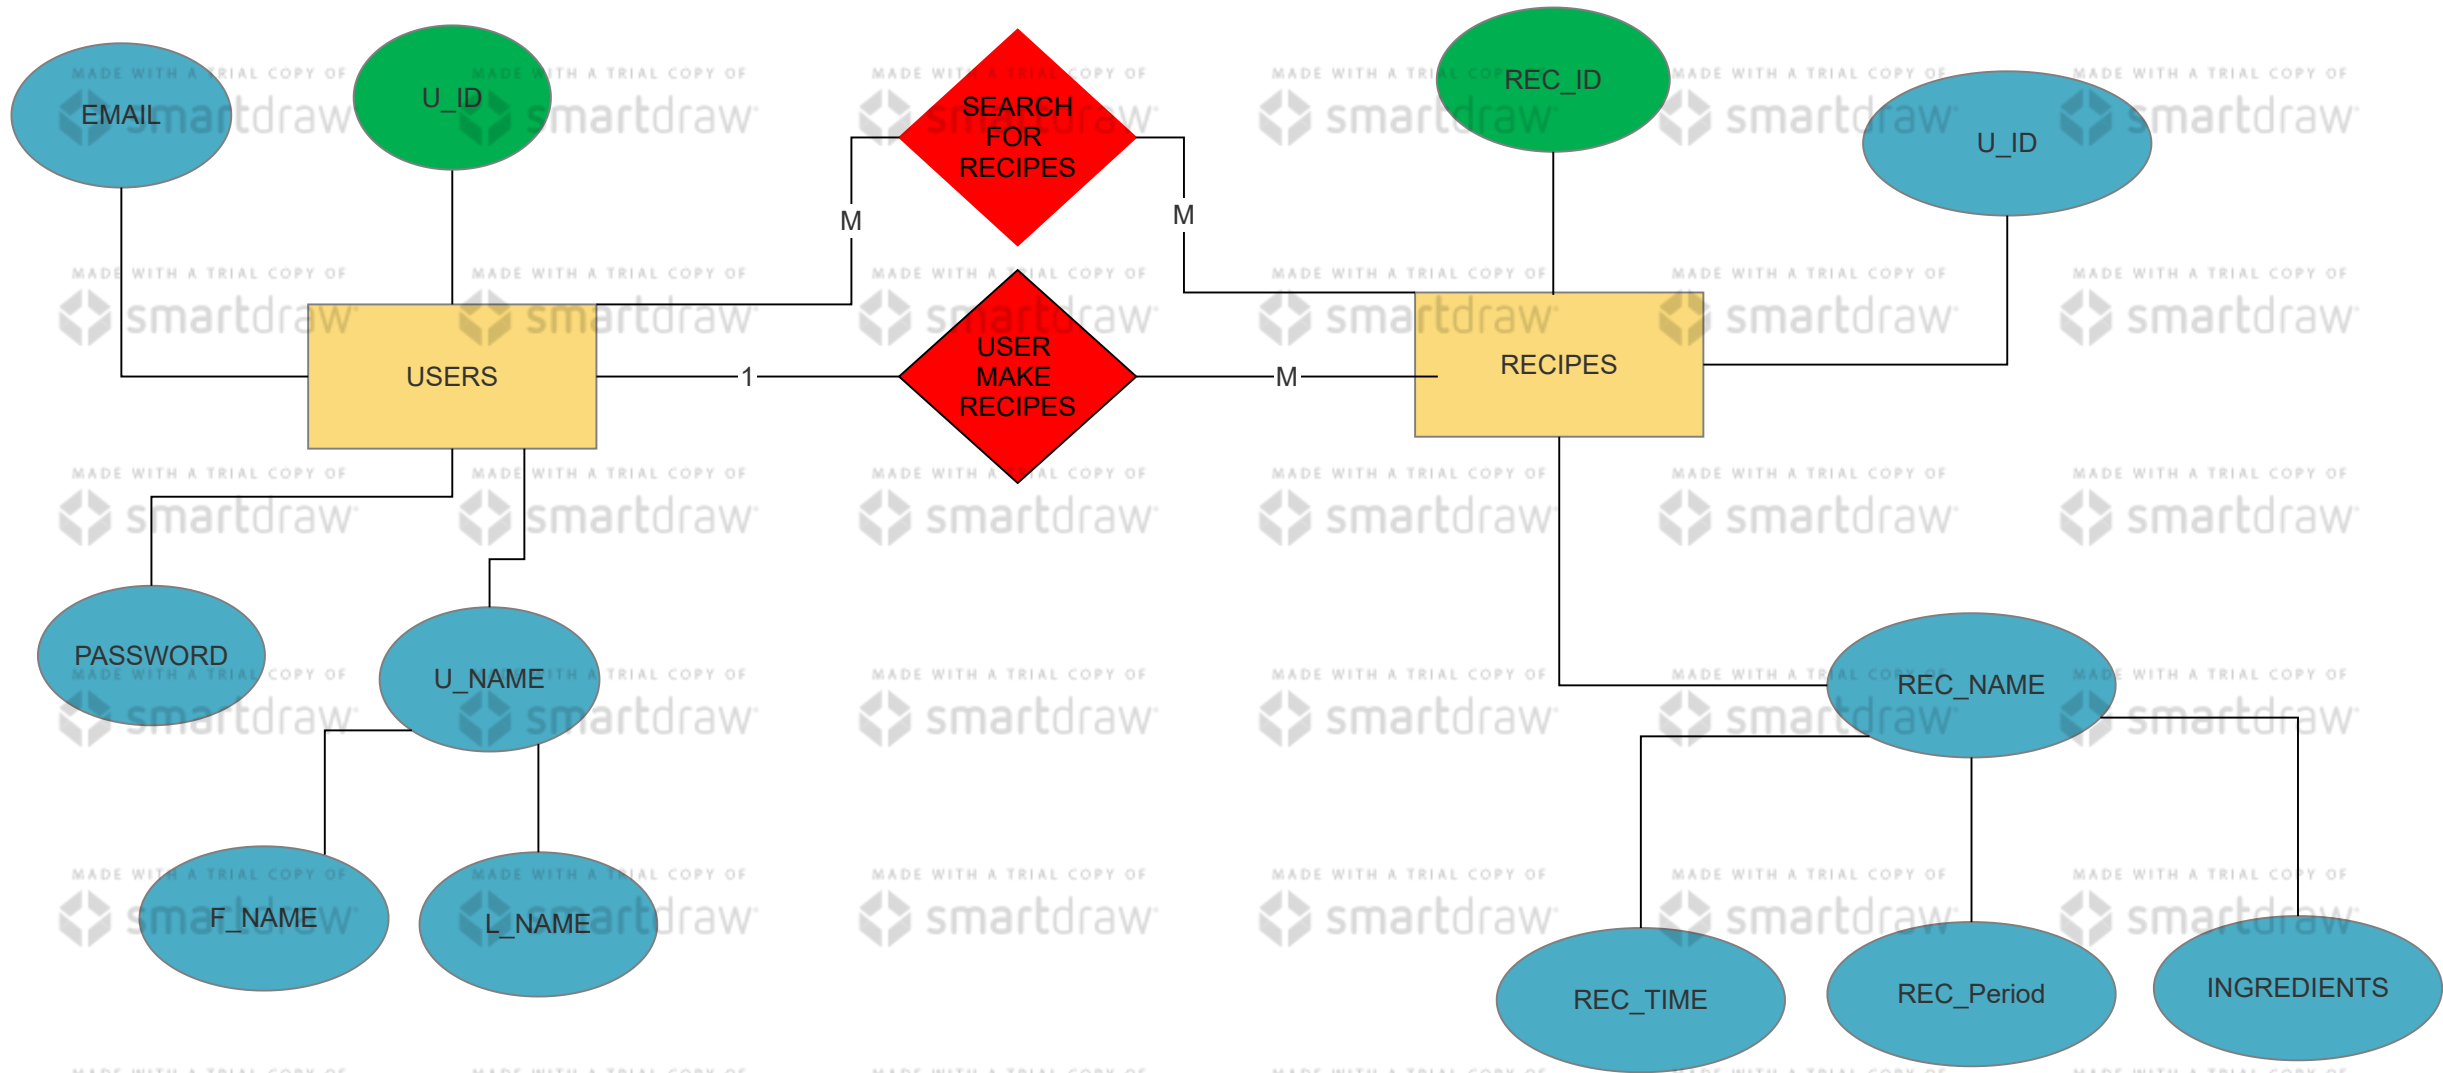 EMAIL
U_ID
SEARCH
FOR
RECIPES
REC_ID
U_ID
M
M
USERS
1
USER
MAKE
RECIPES
M
RECIPES
PASSWORD
U_NAME
REC_NAME
F_NAME
L_NAME
REC_TIME
REC_Period
INGREDIENTS
MADE WITH A TRIAL COPY OF
smartdraw